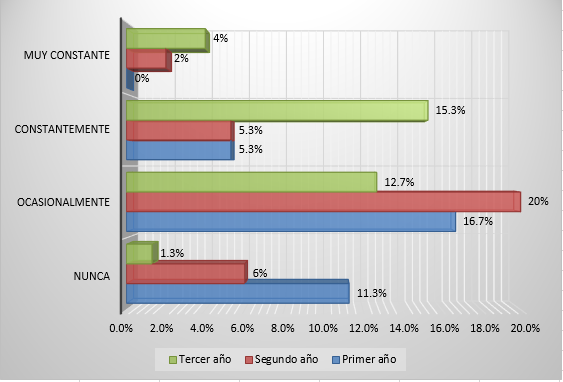 MUY CONSTANTE
4%
2%
0%
CONSTANTEMENTE
15.3%
5.3%
5.3%
OCASIONALMENTE
12.7%
20%
16.7%
NUNCA
1.3%
6%
11.3%
0.0% 2.0% 4.0% 6.0% 8.0% 10.0% 12.0% 14.0% 16.0% 18.0% 20.0%
Tercer año Segundo año Primer año